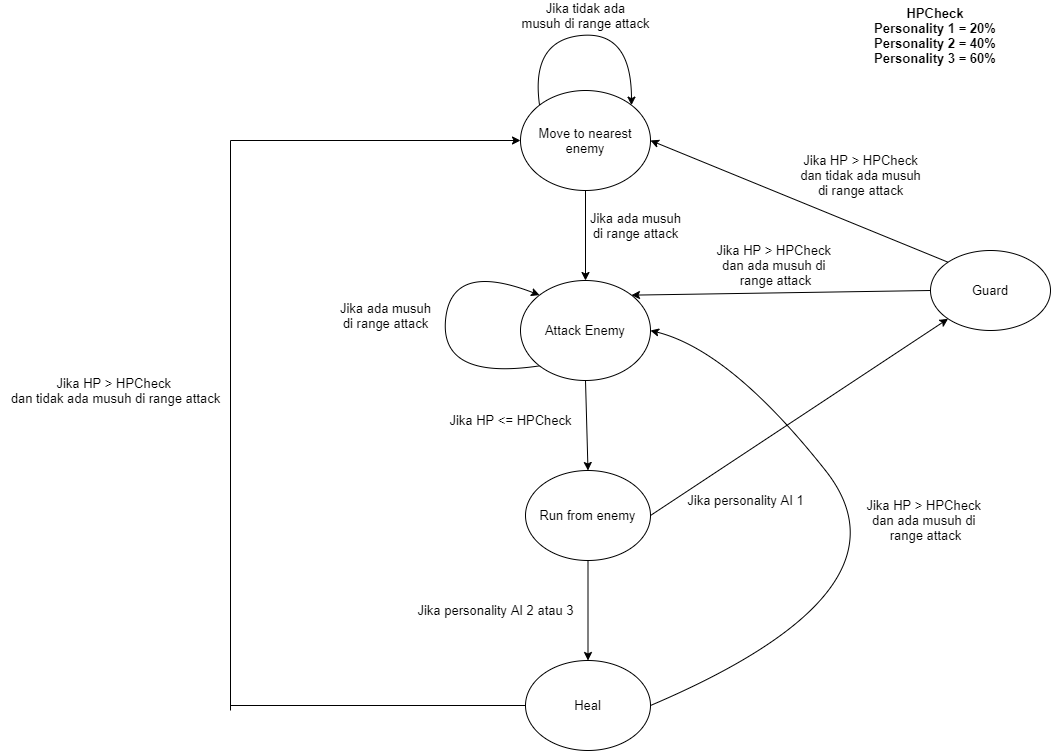 Jika tidak ada
musuh di range attack
HPCheck
Personality 1 = 20%
Personality 2 = 40%
Personality 3 = 60%
Move to nearest
enemy
Jika HP > HPCheck
dan tidak ada musuh
di range attack
Jika ada musuh
di range attack
Jika HP > HPCheck
dan ada musuh di
range attack
Guard
Jika ada musuh
di range attack
Attack Enemy
Jika HP > HPCheck
dan tidak ada musuh di range attack
Jika HP <= HPCheck
Run from enemy
Jika personality AI 1
Jika HP > HPCheck
dan ada musuh di
range attack
Jika personality AI 2 atau 3
Heal